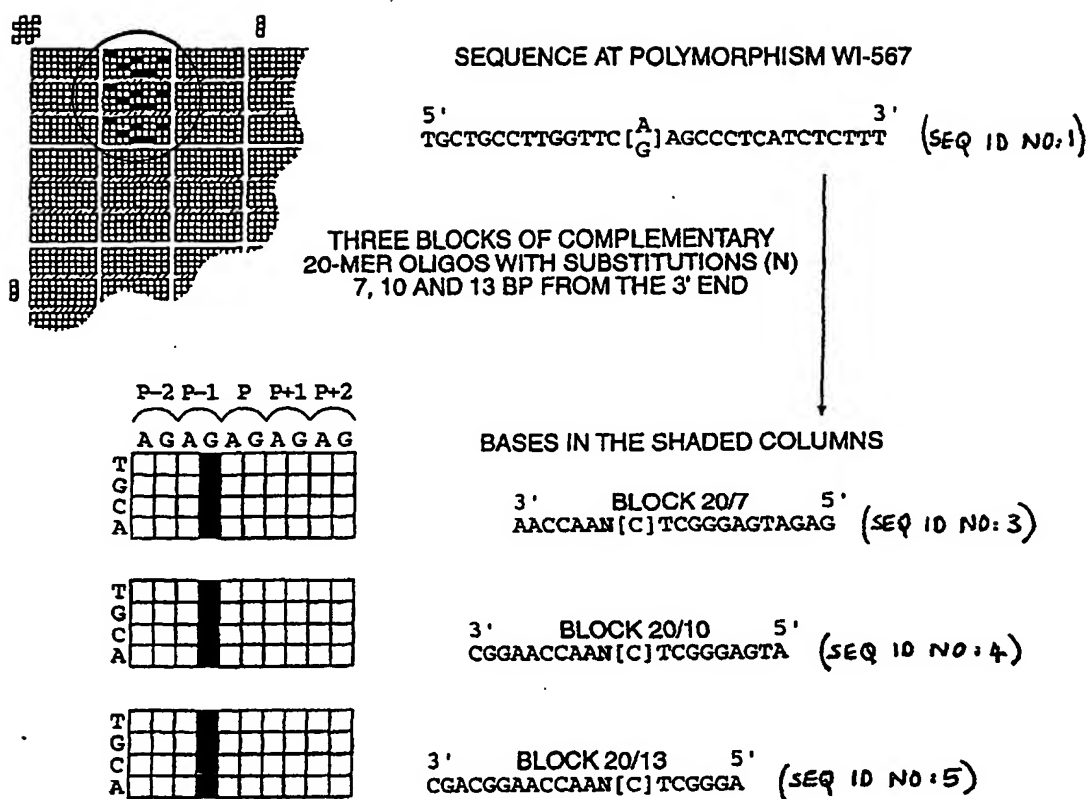 8
SEQUENCE AT POLYMORPHISM WI-567
5' 3'
TGCTGCCTTGGTTC[A/G]AGCCCTCATCTCTTT (SEQ ID NO:1)
THREE BLOCKS OF COMPLEMENTARY
20-MER OLIGOS WITH SUBSTITUTIONS (N)
7, 10 AND 13 BP FROM THE 3' END
8
P-2 P-1 P P+1 P+2
A G A G A G A G A G
BASES IN THE SHADED COLUMNS
T
G
C
A
3' BLOCK 20/7 5'
AACCAAN[C]TCGGGAGTAGAG (SEQ ID NO: 3)
T
G
C
A
3' BLOCK 20/10 5'
CGGAACCAAN[C]TCGGGAGTA (SEQ ID NO: 4)
T
G
C
A
3' BLOCK 20/13 5'
CGACGGAACCAAN[C]TCGGGA (SEQ ID NO: 5)